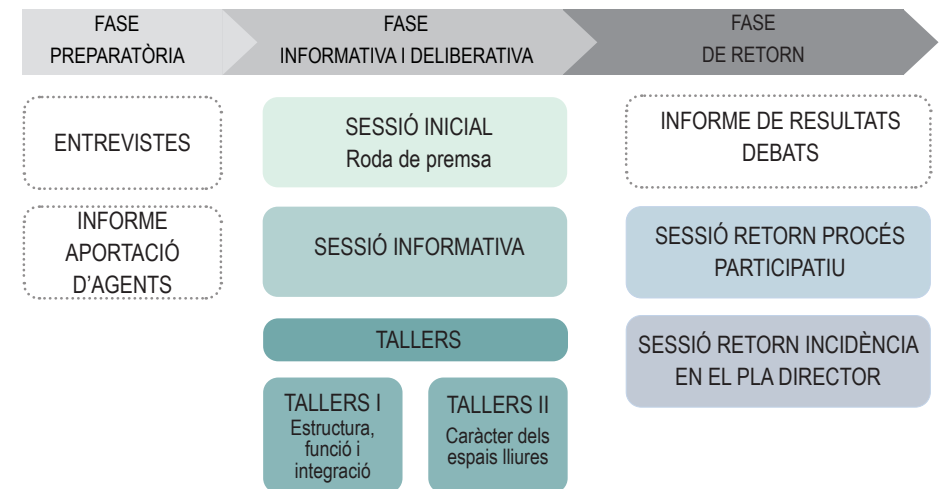 FASE
PREPARATÒRIA
FASE
INFORMATIVA I DELIBERATIVA
FASE
DE RETORN
ENTREVISTES
INFORME
APORTACIÓ
D'AGENTS
SESSIÓ INICIAL
Roda de premsa
SESSIÓ INFORMATIVA
TALLERS
TALLERS I
Estructura,
funció i
integració
TALLERS II
Caràcter dels
espais lliures
INFORME DE RESULTATS
DEBATS
SESSIÓ RETORN PROCÉS
PARTICIPATIU
SESSIÓ RETORN INCIDÈNCIA
EN EL PLA DIRECTOR